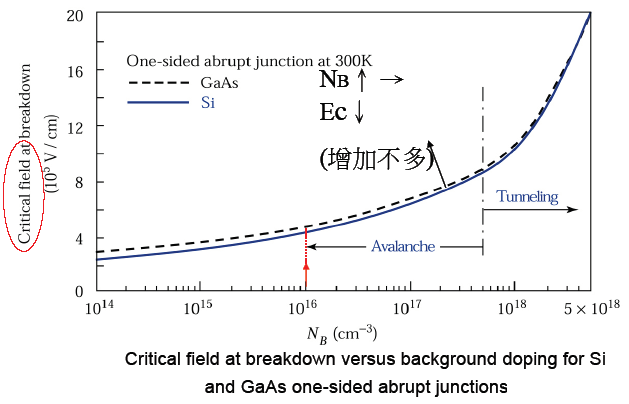 20
16
12
8
4
0
Critical field at breakdown
(10⁵ V / cm)
One-sided abrupt junction at 300K
GaAs
Si
NB ↑ →
Ec ↓
(增加不多)
Tunneling
Avalanche
10¹⁴ 10¹⁵ 10¹⁶ 10¹⁷ 10¹⁸ 5 × 10¹⁸
N_B (cm⁻³)
Critical field at breakdown versus background doping for Si
and GaAs one-sided abrupt junctions